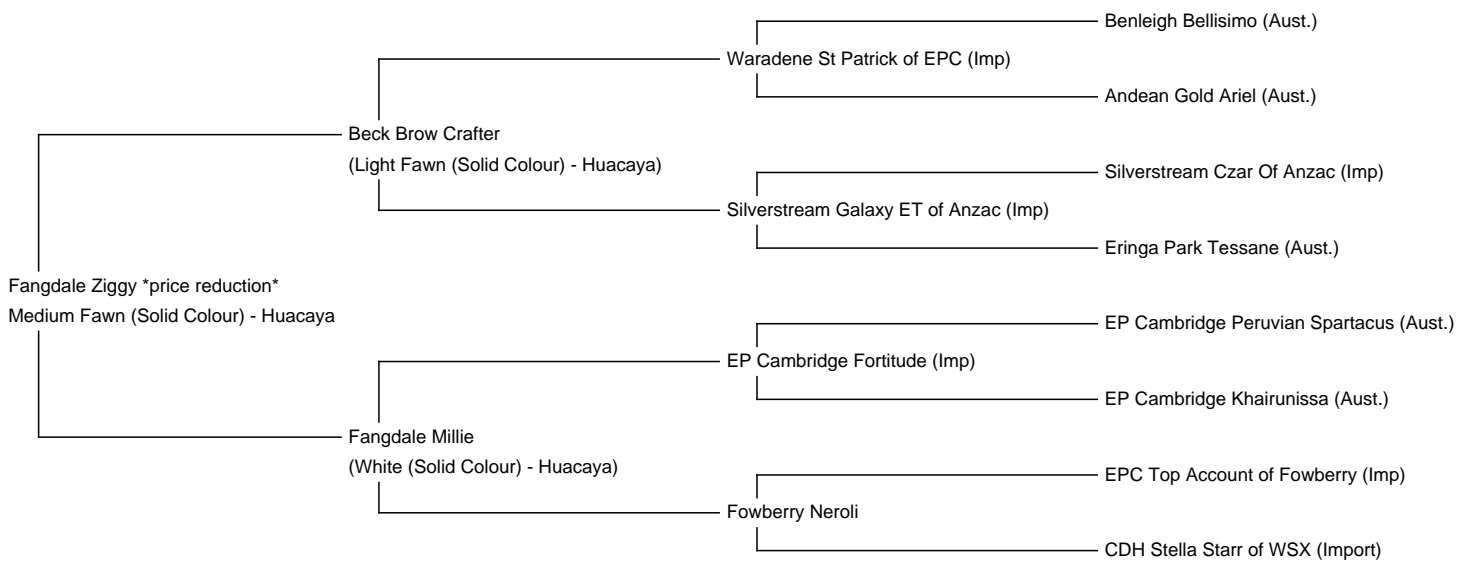 Benleigh Bellisimo (Aust.)
Waradene St Patrick of EPC (Imp)
Andean Gold Ariel (Aust.)
Beck Brow Crafter
(Light Fawn (Solid Colour) - Huacaya)
Silverstream Czar Of Anzac (Imp)
Silverstream Galaxy ET of Anzac (Imp)
Eringa Park Tessane (Aust.)
Fangdale Ziggy *price reduction*
Medium Fawn (Solid Colour) - Huacaya
EP Cambridge Peruvian Spartacus (Aust.)
EP Cambridge Fortitude (Imp)
EP Cambridge Khairunissa (Aust.)
Fangdale Millie
(White (Solid Colour) - Huacaya)
EPC Top Account of Fowberry (Imp)
Fowberry Neroli
CDH Stella Starr of WSX (Import)